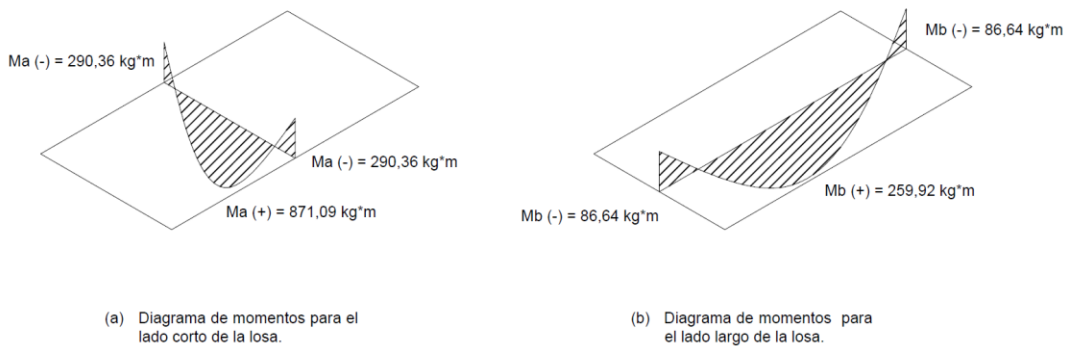 Ma (-) = 290,36 kg*m
Ma (-) = 290,36 kg*m
Ma (+) = 871,09 kg*m
(a) Diagrama de momentos para el
lado corto de la losa.
Mb (-) = 86,64 kg*m
Mb (+) = 259,92 kg*m
Mb (-) = 86,64 kg*m
(b) Diagrama de momentos para
el lado largo de la losa.